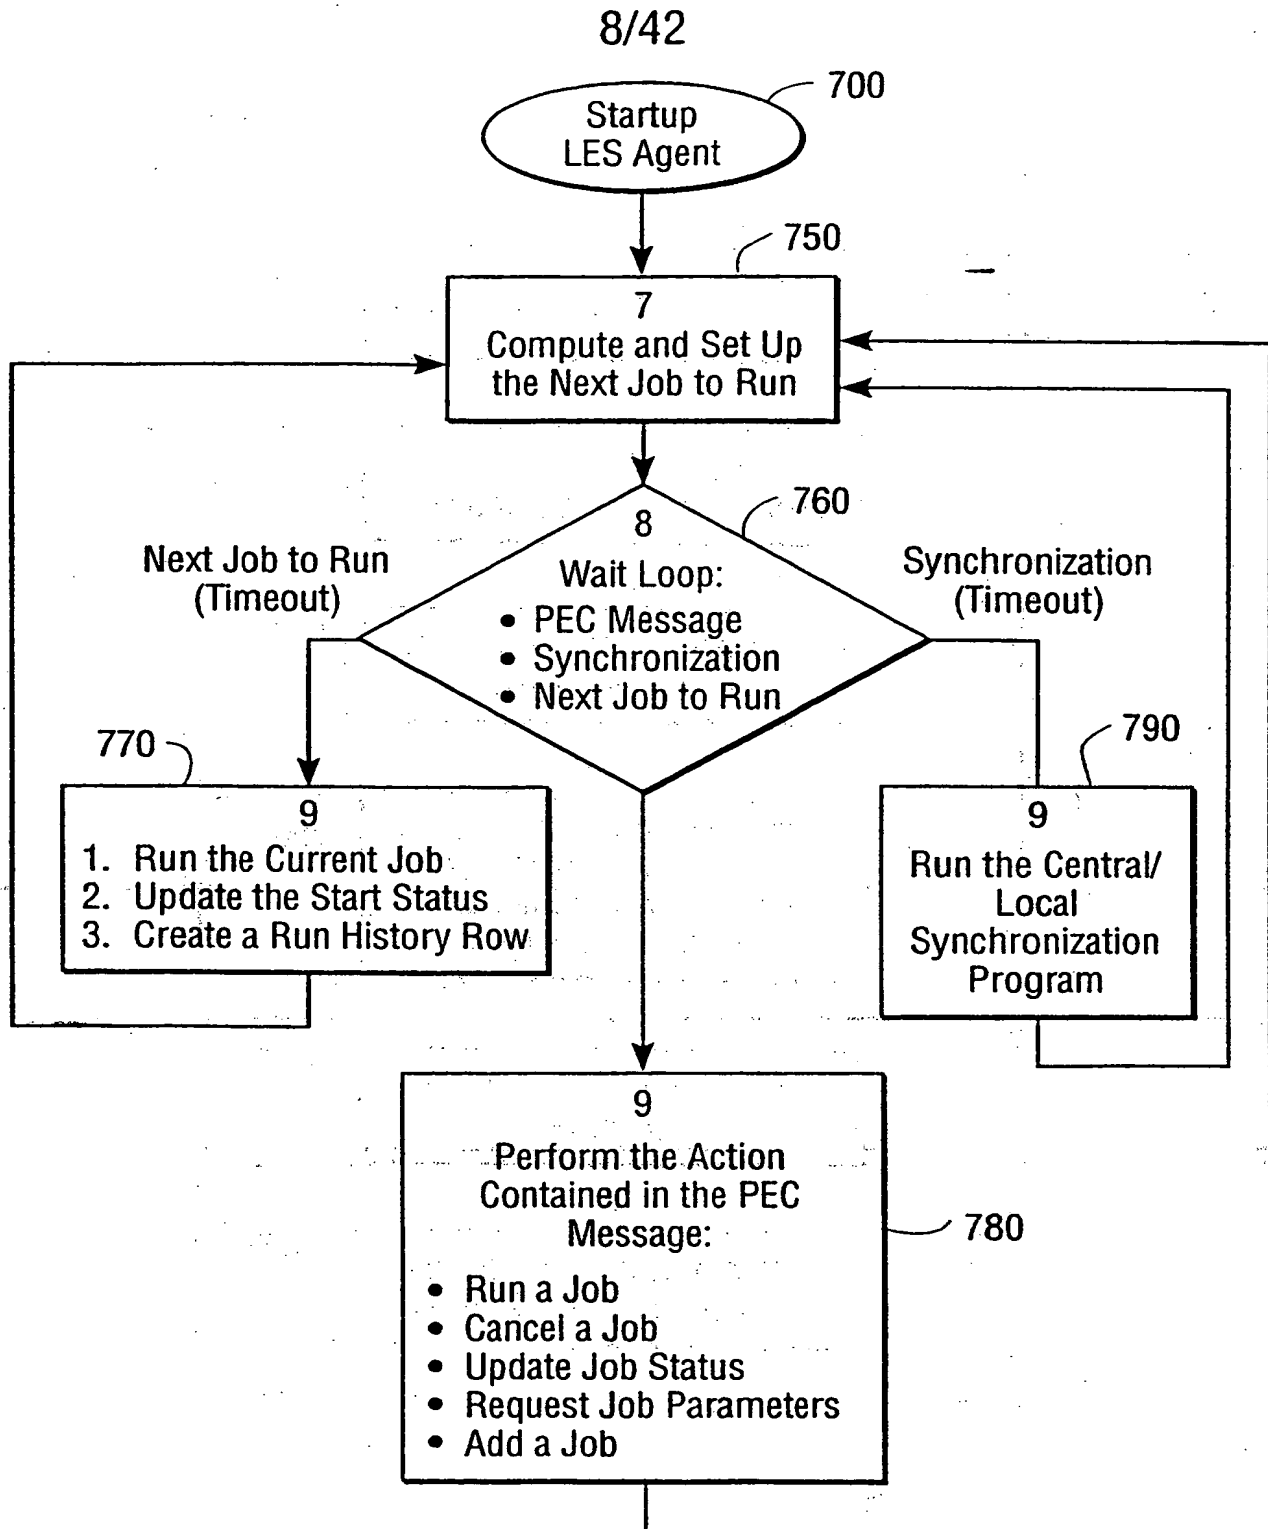 8/42
700
Startup
LES Agent
750
7
Compute and Set Up
the Next Job to Run
760
8
Wait Loop:
• PEC Message
• Synchronization
• Next Job to Run
Next Job to Run
(Timeout)
Synchronization
(Timeout)
770
9
1. Run the Current Job
2. Update the Start Status
3. Create a Run History Row
790
9
Run the Central/
Local
Synchronization
Program
9
Perform the Action
Contained in the PEC
Message:
780
• Run a Job
• Cancel a Job
• Update Job Status
• Request Job Parameters
• Add a Job